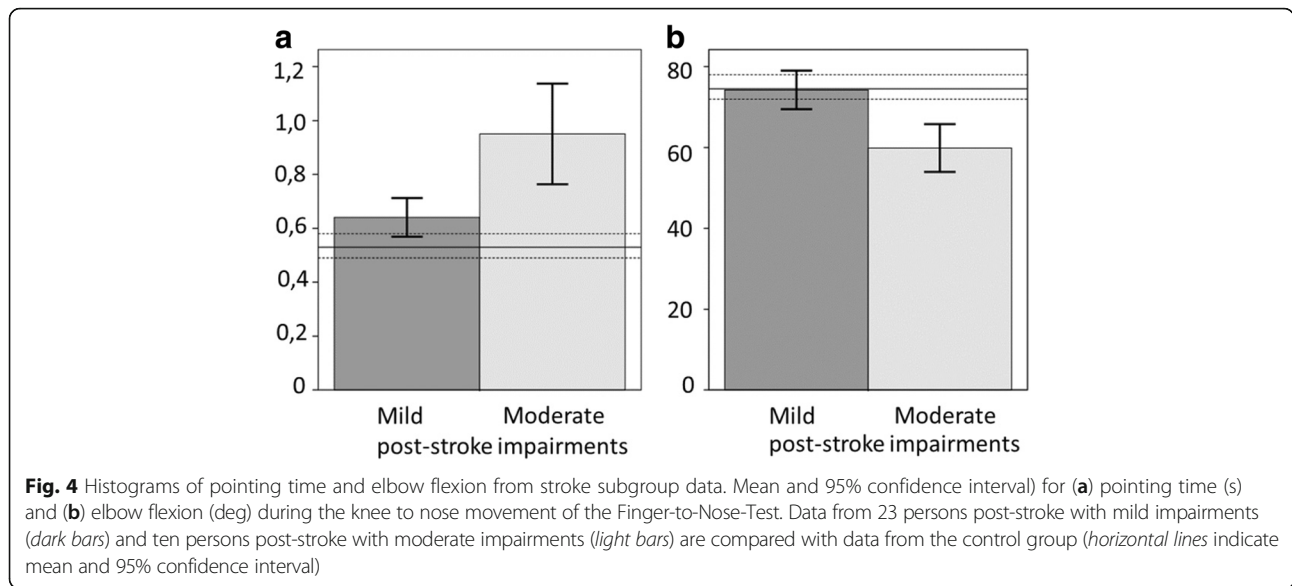 a
1,2
1,0
0,8
0,6
0,4
0,2
0
Mild Moderate
post-stroke impairments
b
80
60
40
20
0
Mild Moderate
post-stroke impairments
Fig. 4 Histograms of pointing time and elbow flexion from stroke subgroup data. Mean and 95% confidence interval) for (a) pointing time (s)
and (b) elbow flexion (deg) during the knee to nose movement of the Finger-to-Nose-Test. Data from 23 persons post-stroke with mild impairments
(dark bars) and ten persons post-stroke with moderate impairments (light bars) are compared with data from the control group (horizontal lines indicate
mean and 95% confidence interval)